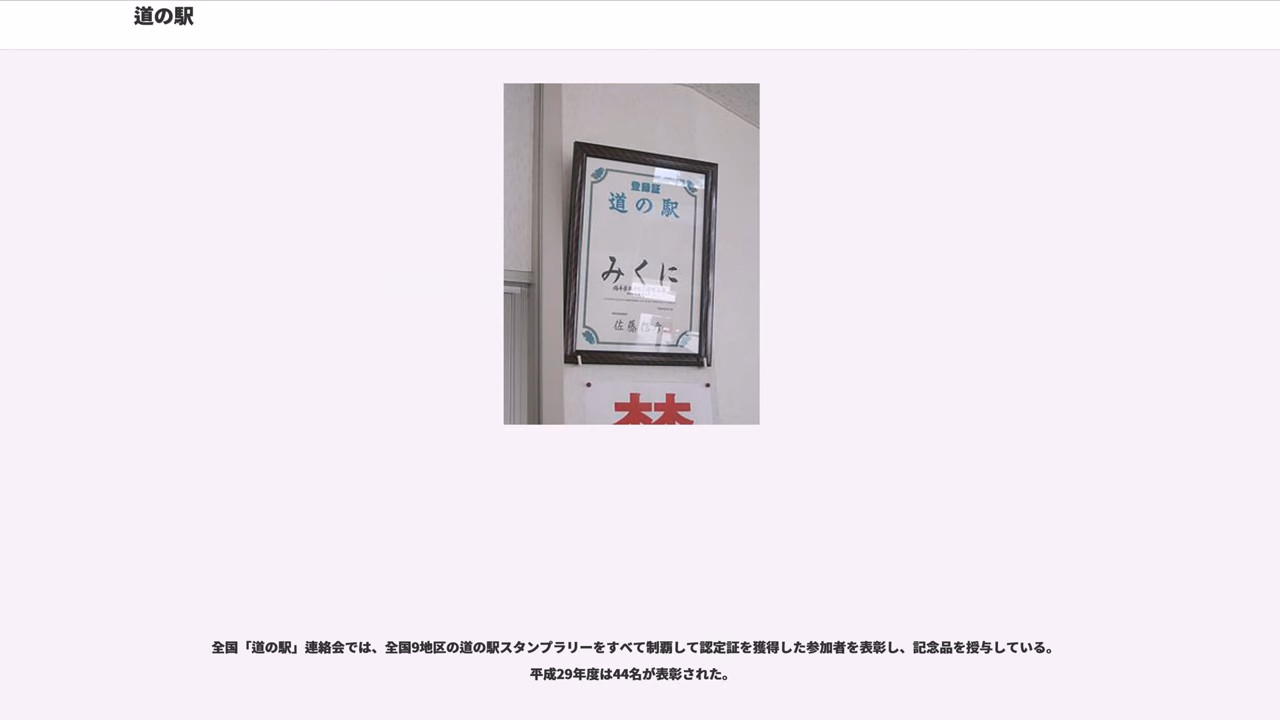 道の駅
登録証
道の駅
みくに
佐藤
全国「道の駅」連絡会では、全国9地区の道の駅スタンプラリーをすべて制覇して認定証を獲得した参加者を表彰し、記念品を授与している。
平成29年度は44名が表彰された。